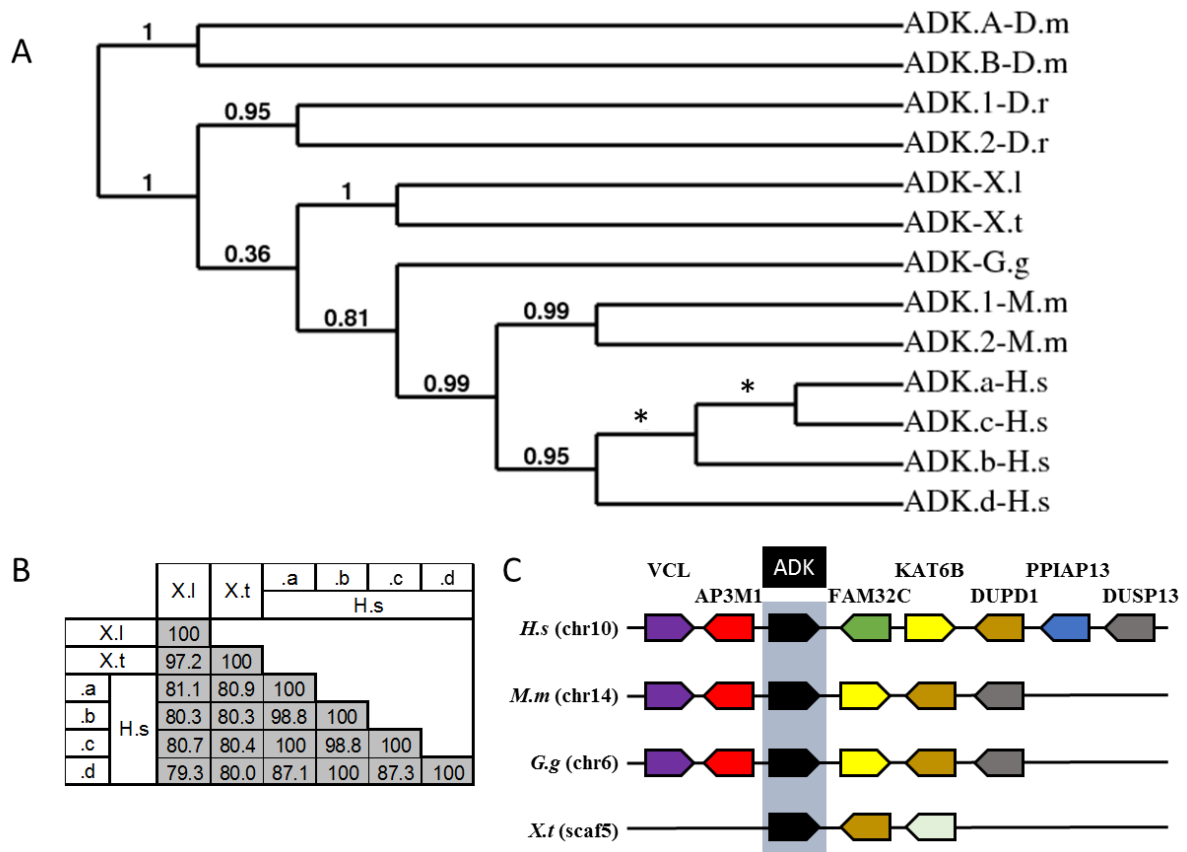 A
1
ADK.A-D.m
ADK.B-D.m
0.95
ADK.1-D.r
ADK.2-D.r
1
1
ADK-X.l
ADK-X.t
0.36
ADK-G.g
0.81
0.99
ADK.1-M.m
ADK.2-M.m
0.99
*
*
ADK.a-H.s
ADK.c-H.s
0.95
ADK.b-H.s
ADK.d-H.s
B
X.l X.t .a .b .c .d
H.s
X.l 100
X.t 97.2 100
.a 81.1 80.9 100
.b 80.3 80.3 98.8 100
H.s
.c 80.7 80.4 100 98.8 100
.d 79.3 80.0 87.1 100 87.3 100
C
VCL ADK KAT6B PPIAP13
AP3M1 FAM32C DUPD1 DUSP13
H.s (chr10)
M.m (chr14)
G.g (chr6)
X.t (scaf5)